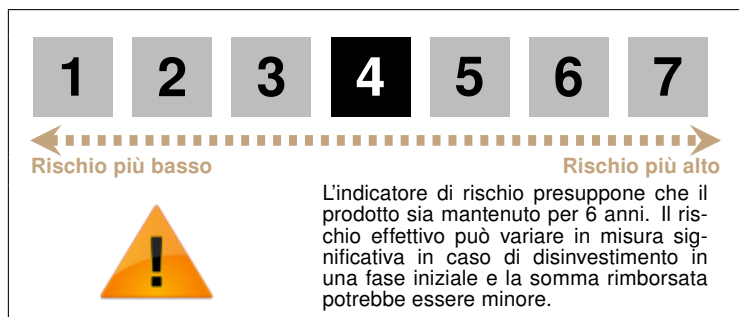 1 2 3 4 5 6 7
Rischio più basso Rischio più alto
L'indicatore di rischio presuppone che il
prodotto sia mantenuto per 6 anni. Il ris-
chio effettivo può variare in misura sig-
nificativa in caso di disinvestimento in
una fase iniziale e la somma rimborsata
potrebbe essere minore.